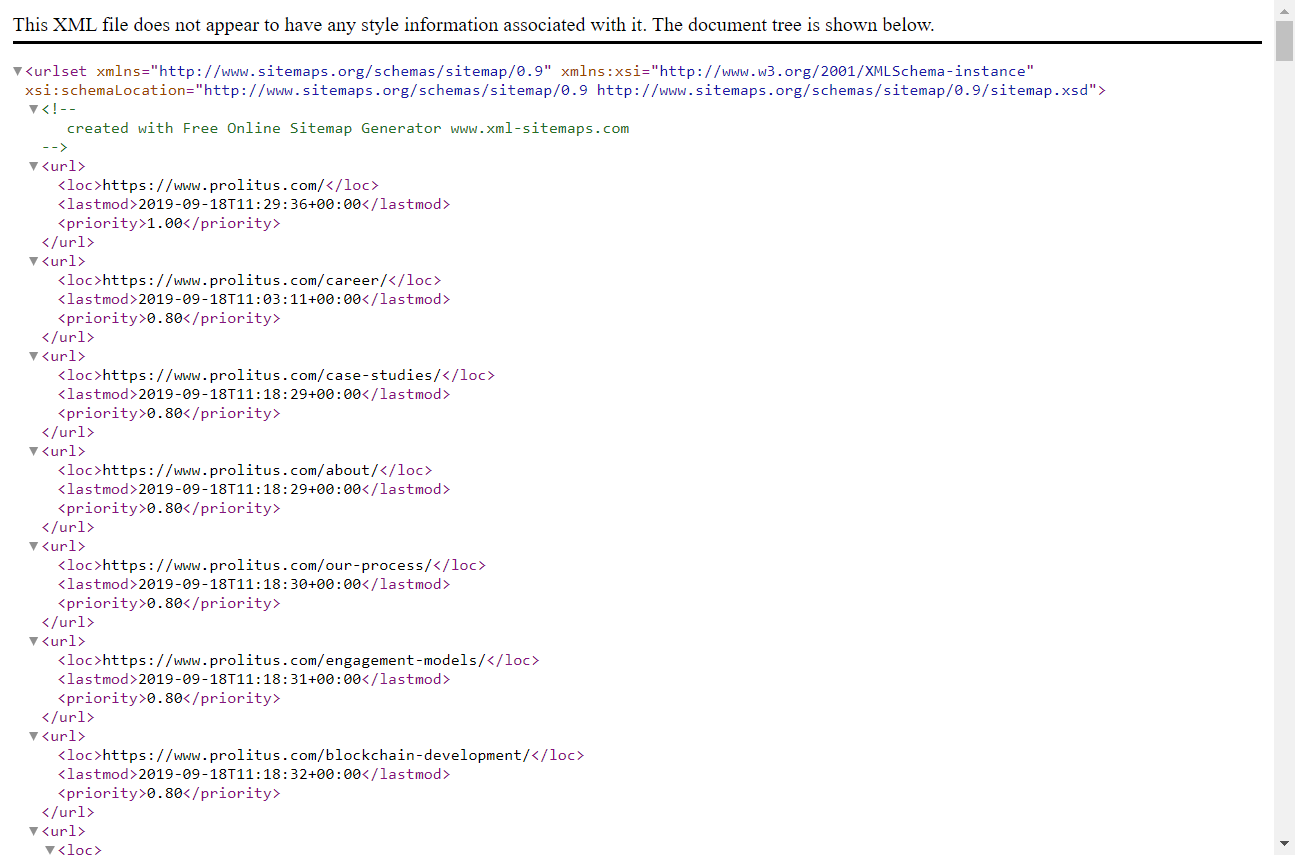 This XML file does not appear to have any style information associated with it. The document tree is shown below.
<urlset xmlns="http://www.sitemaps.org/schemas/sitemap/0.9" xmlns:xsi="http://www.w3.org/2001/XMLSchema-instance"
xsi:schemaLocation="http://www.sitemaps.org/schemas/sitemap/0.9 http://www.sitemaps.org/schemas/sitemap/0.9/sitemap.xsd">
<!--
created with Free Online Sitemap Generator www.xml-sitemaps.com
-->
<url>
<loc>https://www.prolitus.com/</loc>
<lastmod>2019-09-18T11:29:36+00:00</lastmod>
<priority>1.00</priority>
</url>
<url>
<loc>https://www.prolitus.com/career/</loc>
<lastmod>2019-09-18T11:03:11+00:00</lastmod>
<priority>0.80</priority>
</url>
<url>
<loc>https://www.prolitus.com/case-studies/</loc>
<lastmod>2019-09-18T11:18:29+00:00</lastmod>
<priority>0.80</priority>
</url>
<url>
<loc>https://www.prolitus.com/about/</loc>
<lastmod>2019-09-18T11:18:29+00:00</lastmod>
<priority>0.80</priority>
</url>
<url>
<loc>https://www.prolitus.com/our-process/</loc>
<lastmod>2019-09-18T11:18:30+00:00</lastmod>
<priority>0.80</priority>
</url>
<url>
<loc>https://www.prolitus.com/engagement-models/</loc>
<lastmod>2019-09-18T11:18:31+00:00</lastmod>
<priority>0.80</priority>
</url>
<url>
<loc>https://www.prolitus.com/blockchain-development/</loc>
<lastmod>2019-09-18T11:18:32+00:00</lastmod>
<priority>0.80</priority>
</url>
<url>
<loc>